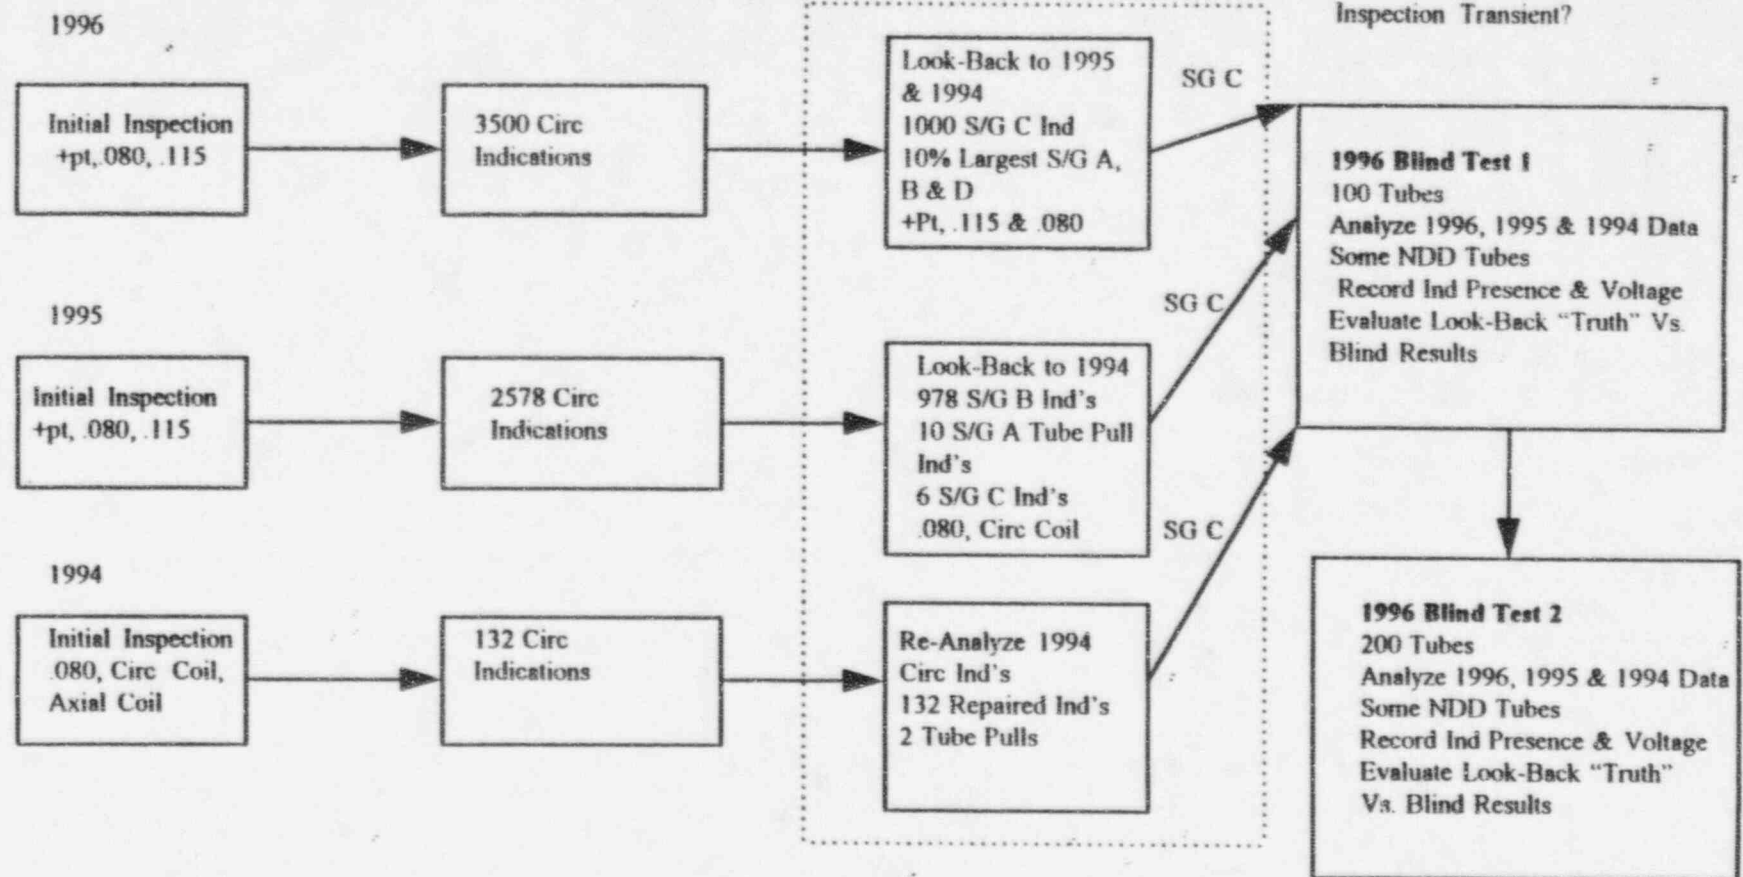 Inspection Transient?
1996
Initial Inspection
+pt,.080, .115
3500 Circ
Indications
Look-Back to 1995
& 1994
1000 S/G C Ind
10% Largest S/G A,
B & D
+Pt, .115 & .080
SG C
1996 Blind Test 1
100 Tubes
Analyze 1996, 1995 & 1994 Data
Some NDD Tubes
Record Ind Presence & Voltage
Evaluate Look-Back "Truth" Vs.
Blind Results
1995
Initial Inspection
+pt, .080, .115
2578 Circ
Indications
Look-Back to 1994
978 S/G B Ind's
10 S/G A Tube Pull
Ind's
6 S/G C Ind's
.080, Circ Coil
SG C
1994
Initial Inspection
.080, Circ Coil,
Axial Coil
132 Circ
Indications
Re-Analyze 1994
Circ Ind's
132 Repaired Ind's
2 Tube Pulls
SG C
1996 Blind Test 2
200 Tubes
Analyze 1996, 1995 & 1994 Data
Some NDD Tubes
Record Ind Presence & Voltage
Evaluate Look-Back "Truth"
Vs. Blind Results